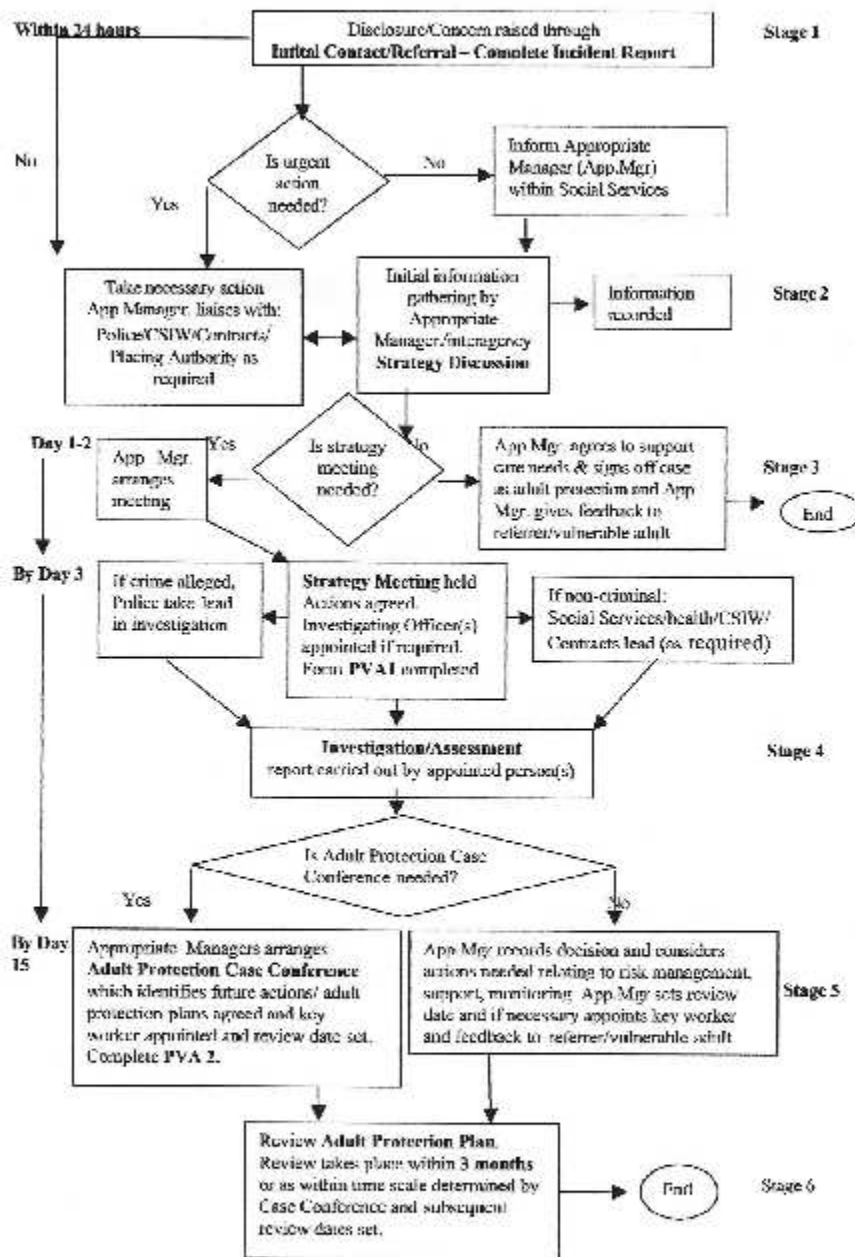 Within 24 hours
Disclosure/Concern raised through
Initial Contact/Referral – Complete Incident Report
Stage 1
No
Is urgent
action
needed?
No
Yes
Inform Appropriate
Manager (App.Mgr)
within Social Services
Take necessary action
App Manager, liaises with:
Police/CSIW/Contracts/
Placing Authority as
required
Initial information
gathering by
Appropriate
Manager./interagency
Strategy Discussion
Information
recorded
Stage 2
Day 1-2
Yes
App Mgr.
arranges
meeting
Is strategy
meeting
needed?
No
App Mgr. agrees to support
care needs & signs off case
as adult protection and App
Mgr. gives feedback to
referrer/vulnerable adult
Stage 3
End
By Day 3
If crime alleged,
Police take lead
in investigation
Strategy Meeting held
Actions agreed.
Investigating Officer(s)
appointed if required.
Form PVA1 completed
If non-criminal:
Social Services/health/CSIW/
Contracts lead (as required)
Investigation/Assessment
report carried out by appointed person(s)
Stage 4
Is Adult Protection Case
Conference needed?
Yes
No
By Day
15
Appropriate Managers arranges
Adult Protection Case Conference
which identifies future actions/ adult
protection plans agreed and key
worker appointed and review date set.
Complete PVA 2.
App Mgr records decision and considers
actions needed relating to risk management,
support, monitoring. App.Mgr sets review
date and if necessary appoints key worker
and feedback to referrer/vulnerable adult
Stage 5
Review Adult Protection Plan.
Review takes place within 3 months
or as within time scale determined by
Case Conference and subsequent
review dates set.
End
Stage 6